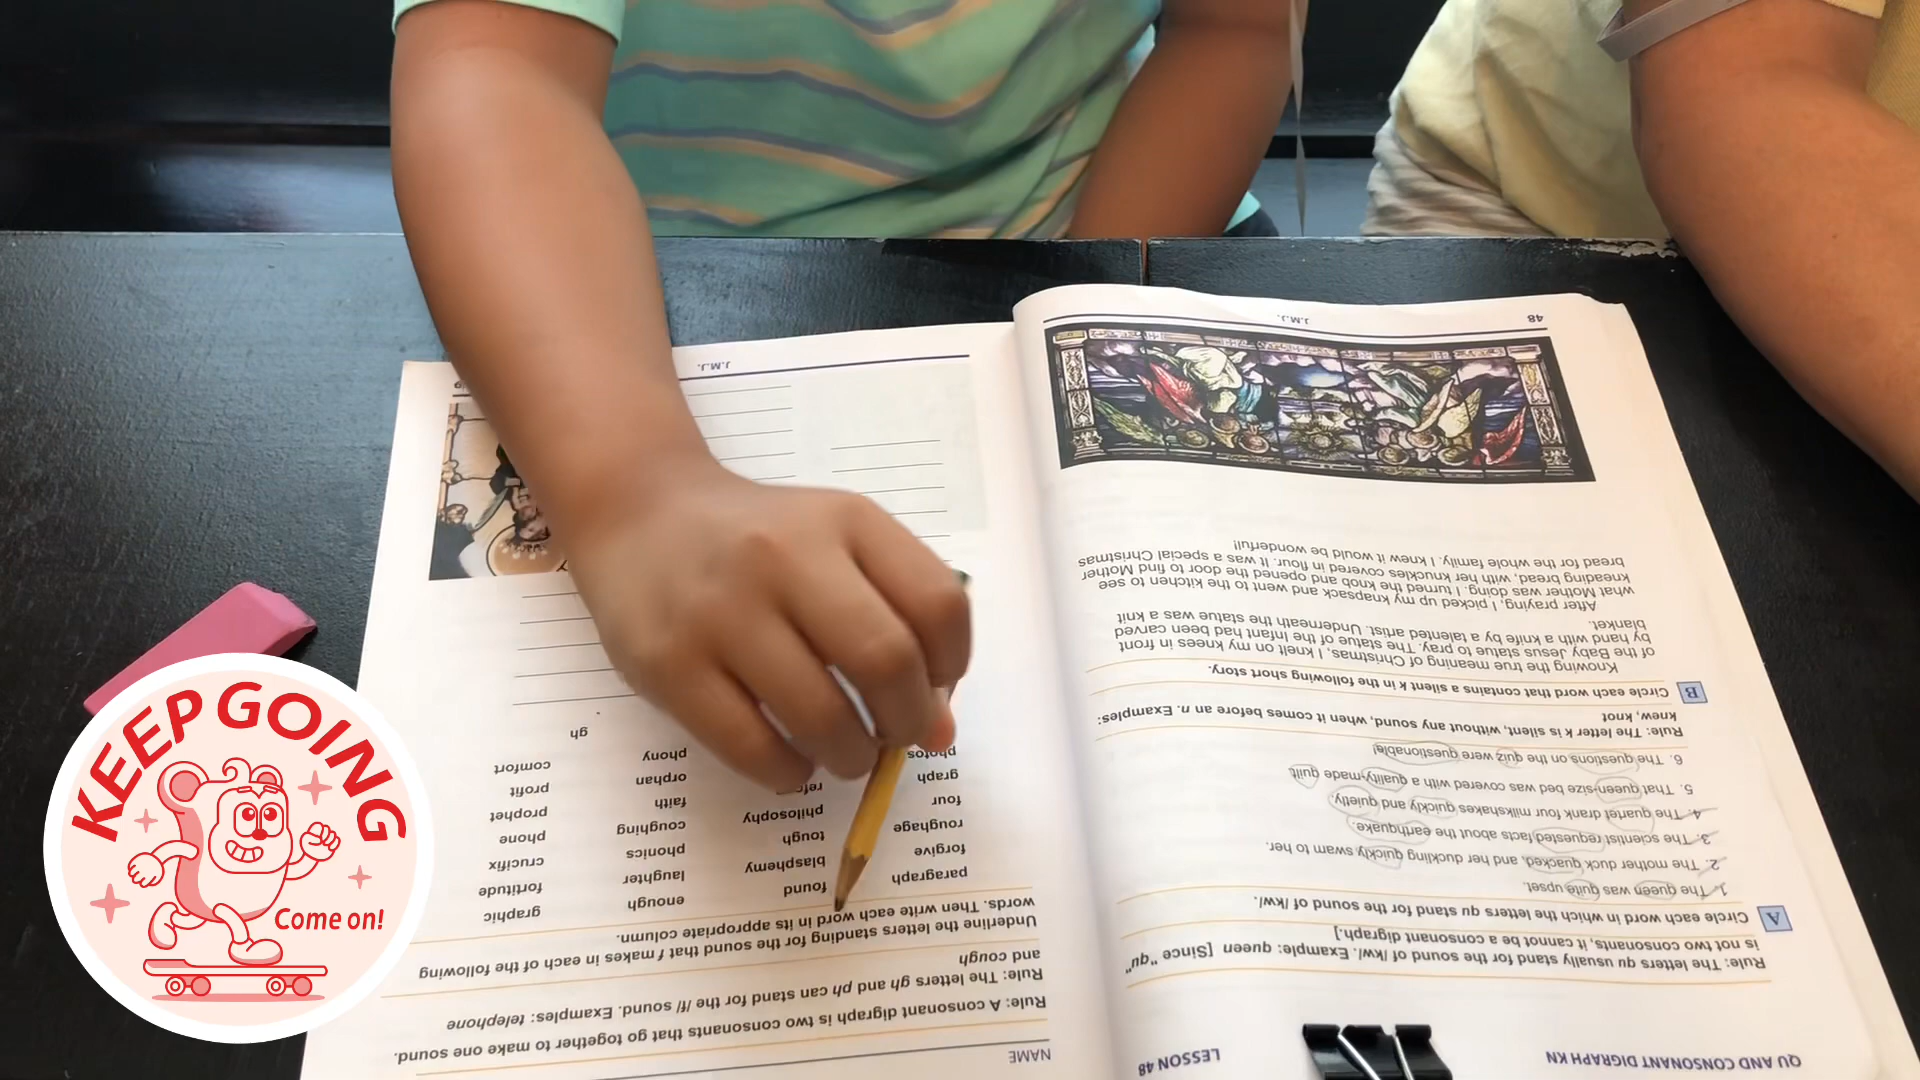 KEEP GOING
Come on!
QU AND CONSONANT DIGRAPH KN
LESSON 48
Rule: The letters qu usually stand for the sound of /kw/. Example: queen [Since "qu"
is not two consonants, it cannot be a consonant digraph.]
A Circle each word in which the letters qu stand for the sound of /kw/.
1. The queen was quite upset.
2. The mother duck quacked, and her duckling quickly swam to her.
3. The scientist requested facts about the earthquake.
4. The quartet drank four milkshakes quickly and quietly.
5. That queen-size bed was covered with a quality-made quilt.
6. The questions on the quiz were questionable!
Rule: The letter k is silent, without any sound, when it comes before an n. Examples:
knew, knot
B Circle each word that contains a silent k in the following short story.
Knowing the true meaning of Christmas, I knelt on my knees in front
of the Baby Jesus statue to pray. The statue of the Infant had been carved
by hand with a knife by a talented artist. Underneath the statue was a knit
blanket.
After praying, I picked up my knapsack and went to the kitchen to see
what Mother was doing. I turned the knob and opened the door to find Mother
kneading bread, with her knuckles covered in flour. It was a special Christmas
bread for the whole family. I knew it would be wonderful!
48
J.M.J.
NAME
Rule: A consonant digraph is two consonants that go together to make one sound.
Rule: The letters gh and ph can stand for the /f/ sound. Examples: telephone
and cough
Underline the letters standing for the sound that f makes in each of the following
words. Then write each word in its appropriate column.
paragraph found enough graphic
forgive blasphemy laughter fortitude
roughage tough phonics crucifix
four philosophy coughing phone
graph faith prophet
photos orphan profit
phony comfort
gh
J.M.J.